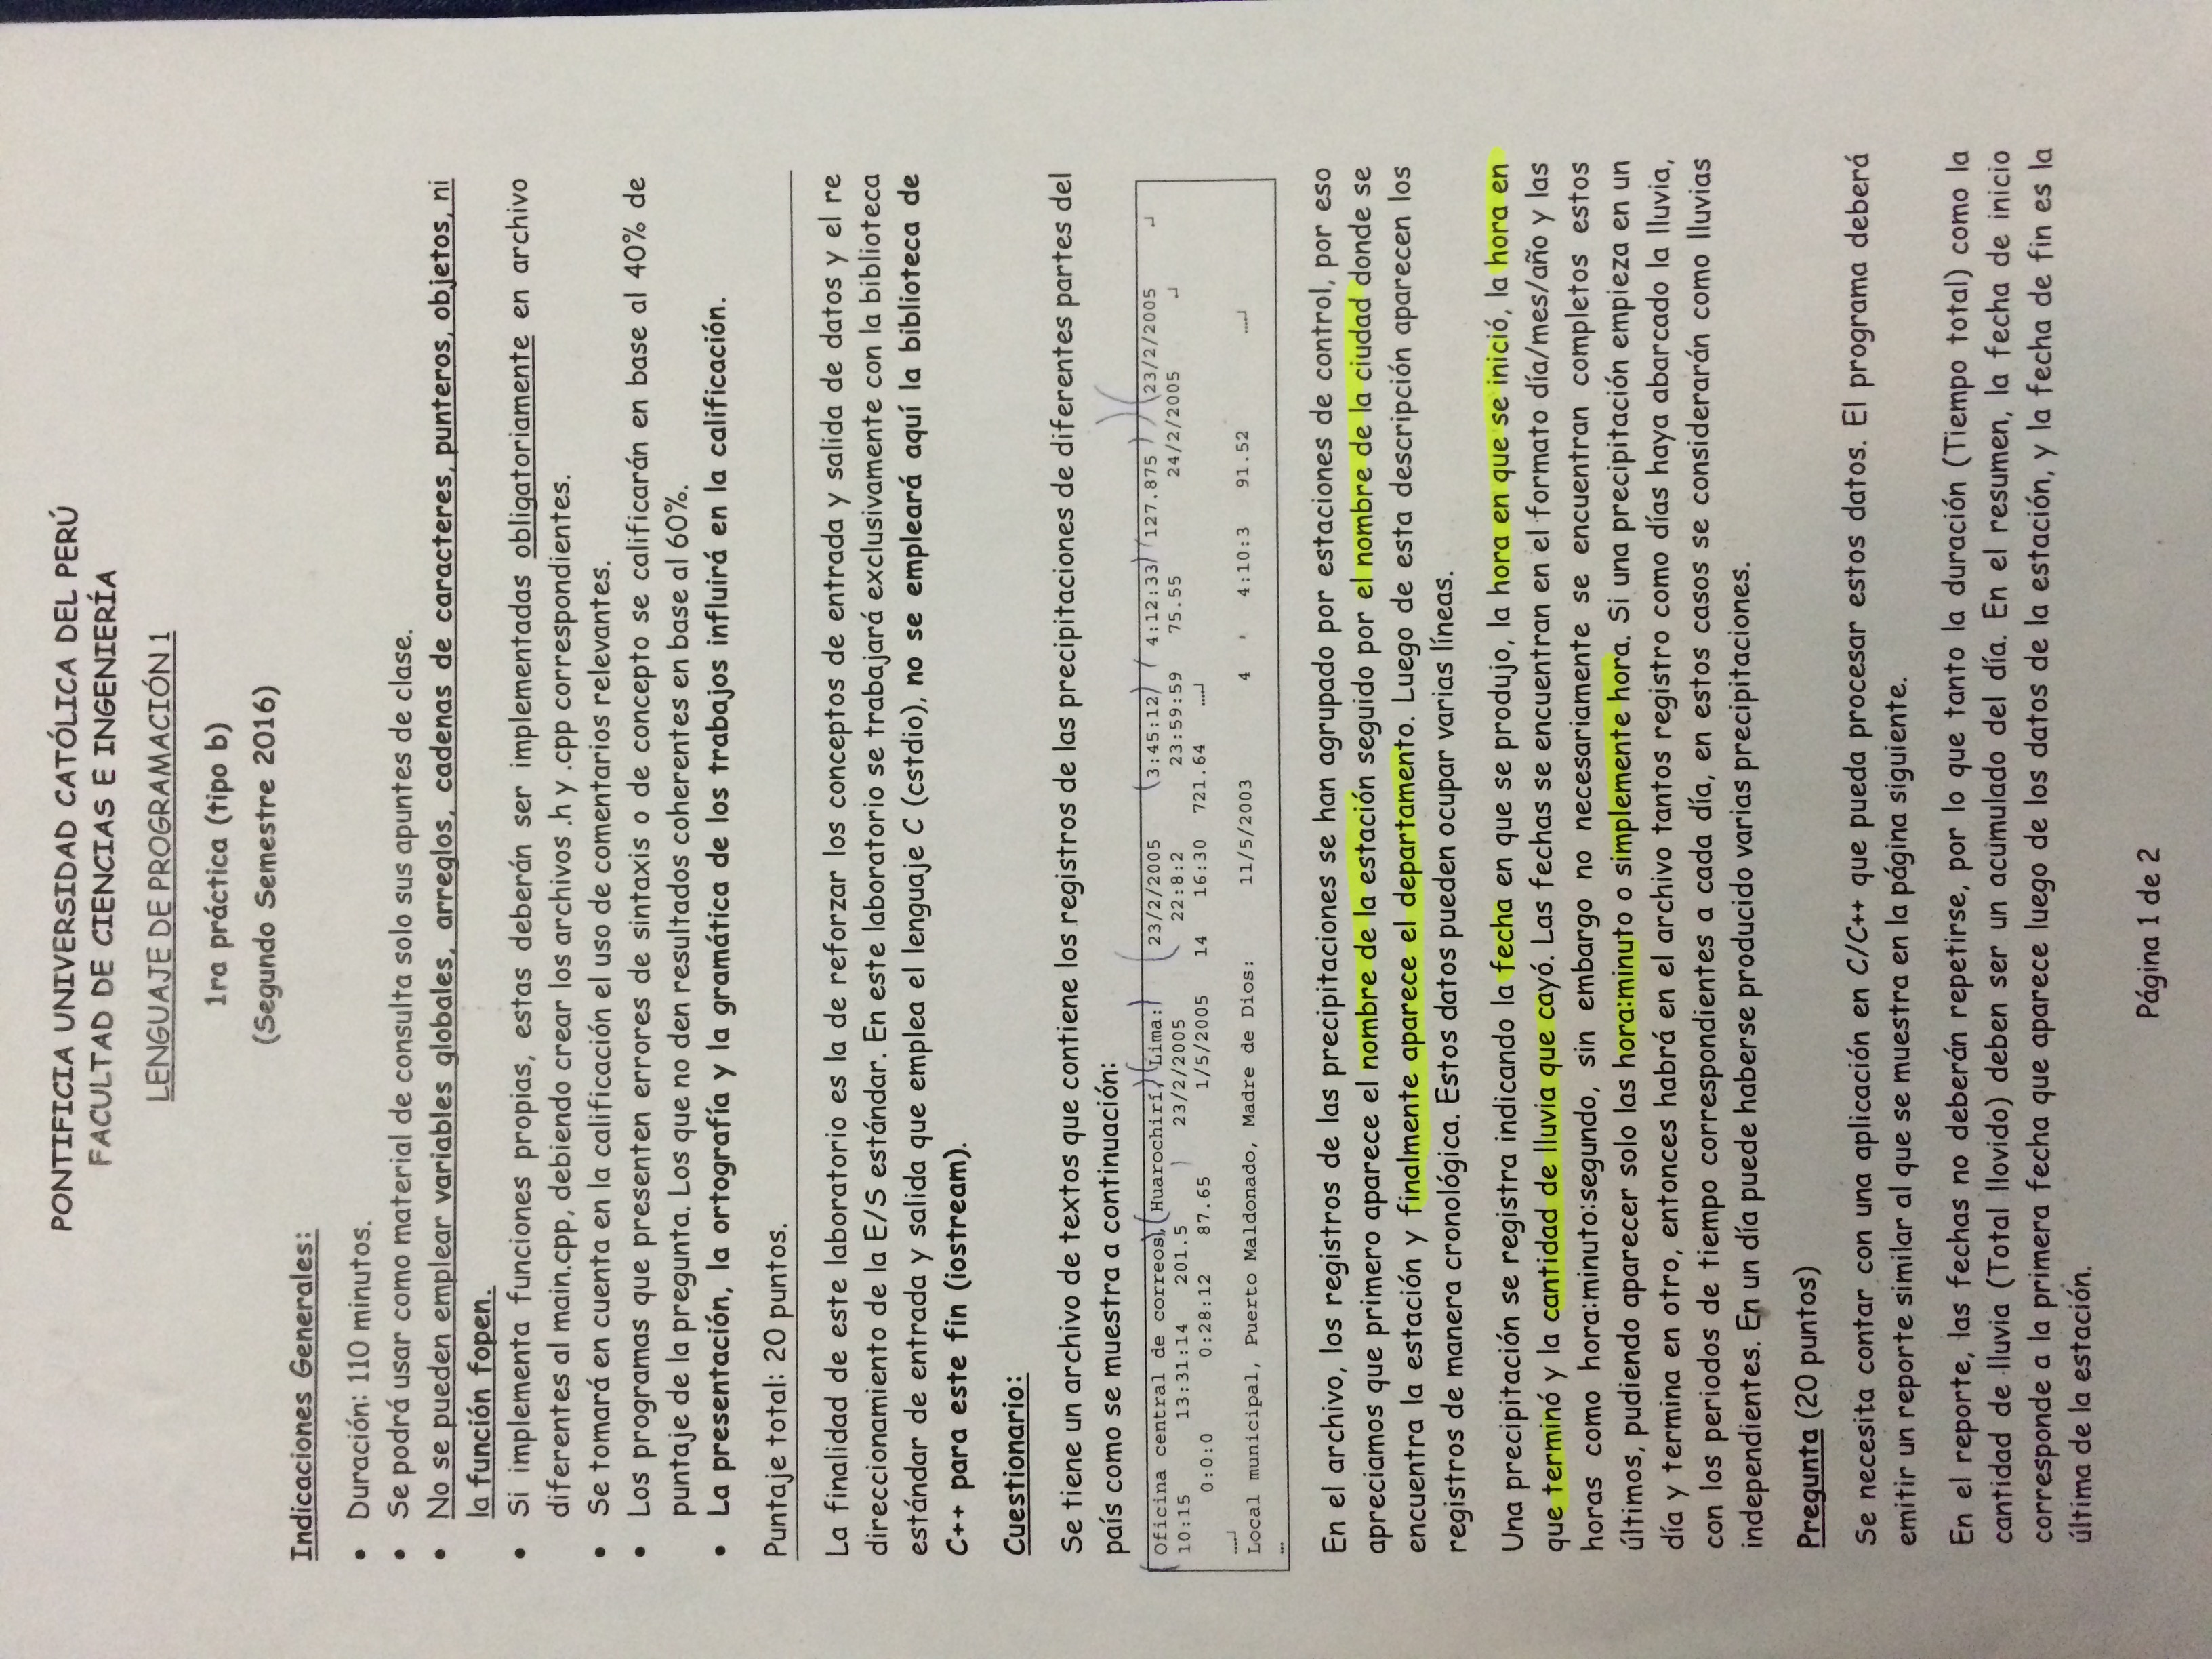 PONTIFICIA UNIVERSIDAD CATÓLICA DEL PERÚ
FACULTAD DE CIENCIAS E INGENIERÍA
LENGUAJE DE PROGRAMACIÓN 1
1ra práctica (tipo b)
(Segundo Semestre 2016)
Indicaciones Generales:
• Duración: 110 minutos.
• Se podrá usar como material de consulta solo sus apuntes de clase.
• No se pueden emplear variables globales, arreglos, cadenas de caracteres, punteros, objetos, ni
la función fopen.
• Si implementa funciones propias, estas deberán ser implementadas obligatoriamente en archivo
diferentes al main.cpp, debiendo crear los archivos .h y .cpp correspondientes.
• Se tomará en cuenta en la calificación el uso de comentarios relevantes.
• Los programas que presenten errores de sintaxis o de concepto se calificarán en base al 40% de
puntaje de la pregunta. Los que no den resultados coherentes en base al 60%.
• La presentación, la ortografía y la gramática de los trabajos influirá en la calificación.
Puntaje total: 20 puntos.
La finalidad de este laboratorio es la de reforzar los conceptos de entrada y salida de datos y el re
direccionamiento de la E/S estándar. En este laboratorio se trabajará exclusivamente con la biblioteca
estándar de entrada y salida que emplea el lenguaje C (cstdio), no se empleará aquí la biblioteca de
C++ para este fin (iostream).
Cuestionario:
Se tiene un archivo de textos que contiene los registros de las precipitaciones de diferentes partes del
país como se muestra a continuación:
Oficina central de correos, Huarochirí, Lima: 23/2/2005 3:45:12 4:12:33 127.875 23/2/2005 ↵
10:15 13:31:14 201.5 23/2/2005 22:8:2 23:59:59 75.55 24/2/2005 ↵
0:0:0 0:28:12 87.65 1/5/2005 14 16:30 721.64 …↵
…↵
Local municipal, Puerto Maldonado, Madre de Dios: 11/5/2003 4 4:10:3 91.52 …↵
…
En el archivo, los registros de las precipitaciones se han agrupado por estaciones de control, por eso
apreciamos que primero aparece el nombre de la estación seguido por el nombre de la ciudad donde se
encuentra la estación y finalmente aparece el departamento. Luego de esta descripción aparecen los
registros de manera cronológica. Estos datos pueden ocupar varias líneas.
Una precipitación se registra indicando la fecha en que se produjo, la hora en que se inició, la hora en
que terminó y la cantidad de lluvia que cayó. Las fechas se encuentran en el formato día/mes/año y las
horas como hora:minuto:segundo, sin embargo no necesariamente se encuentran completos estos
últimos, pudiendo aparecer solo las hora:minuto o simplemente hora. Si una precipitación empieza en un
día y termina en otro, entonces habrá en el archivo tantos registro como días haya abarcado la lluvia,
con los periodos de tiempo correspondientes a cada día, en estos casos se considerarán como lluvias
independientes. En un día puede haberse producido varias precipitaciones.
Pregunta (20 puntos)
Se necesita contar con una aplicación en C/C++ que pueda procesar estos datos. El programa deberá
emitir un reporte similar al que se muestra en la página siguiente.
En el reporte, las fechas no deberán repetirse, por lo que tanto la duración (Tiempo total) como la
cantidad de lluvia (Total llovido) deben ser un acumulado del día. En el resumen, la fecha de inicio
corresponde a la primera fecha que aparece luego de los datos de la estación, y la fecha de fin es la
última de la estación.
Página 1 de 2